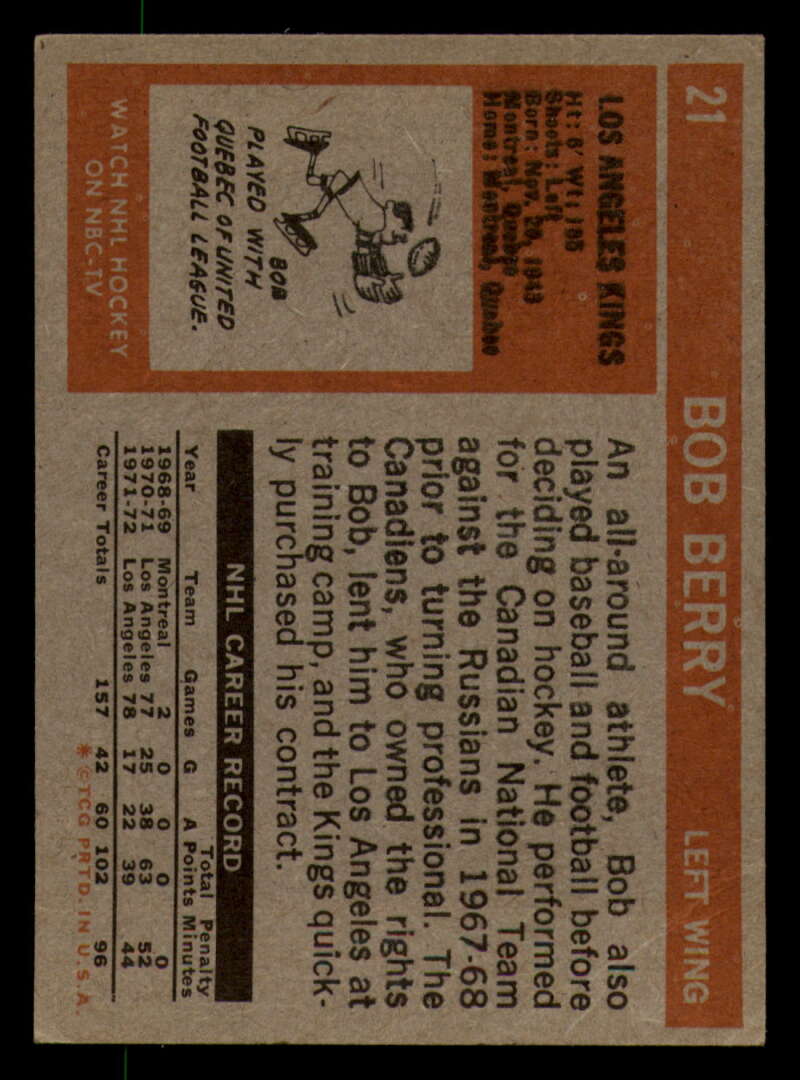 21 BOB BERRY LEFT WING
LOS ANGELES KINGS
Ht: 6' Wt: 195
Shoots: Left
Born: Nov. 29, 1943
Montreal, Quebec
Home: Montreal, Quebec
BOB
PLAYED WITH
QUEBEC OF UNITED
FOOTBALL LEAGUE.
WATCH NHL HOCKEY
ON NBC-TV
An all-around athlete, Bob also
played baseball and football before
deciding on hockey. He performed
for the Canadian National Team
against the Russians in 1967-68
prior to turning professional. The
Canadiens, who owned the rights
to Bob, lent him to Los Angeles at
training camp, and the Kings quick-
ly purchased his contract.
NHL CAREER RECORD
Total Penalty
Year Team Games G A Points Minutes
1968-69 Montreal 2 0 0 0 0
1970-71 Los Angeles 77 25 38 63 52
1971-72 Los Angeles 78 17 22 39 44
Career Totals 157 42 60 102 96
* © TCG PRTD. IN U.S.A.